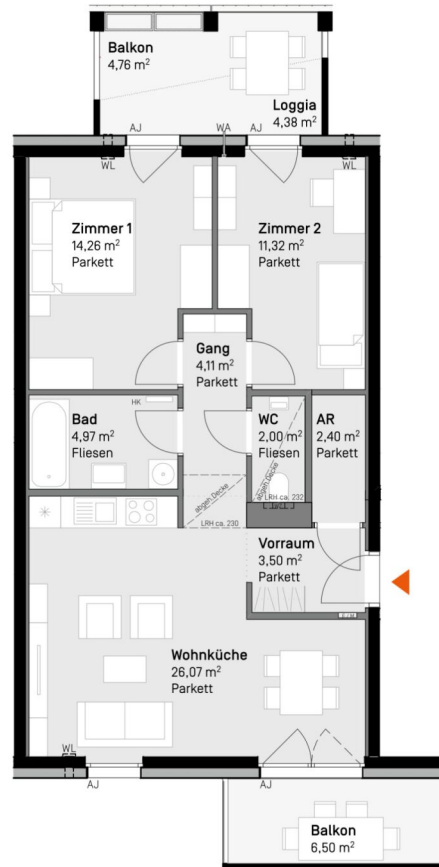 Balkon
4,76 m²
Loggia
4,38 m²
AJ
WA
AJ
WL
WL
Zimmer 1
14,26 m²
Parkett
Zimmer 2
11,32 m²
Parkett
Gang
4,11 m²
Parkett
HK
Bad
4,97 m²
Fliesen
WC
2,00 m²
Fliesen
AR
2,40 m²
Parkett
abgeh Decke
LRH ca. 230
abgeh Decke
LRH ca. 232
Vorraum
3,50 m²
Parkett
Wohnküche
26,07 m²
Parkett
WL
AJ
AJ
Balkon
6,50 m²